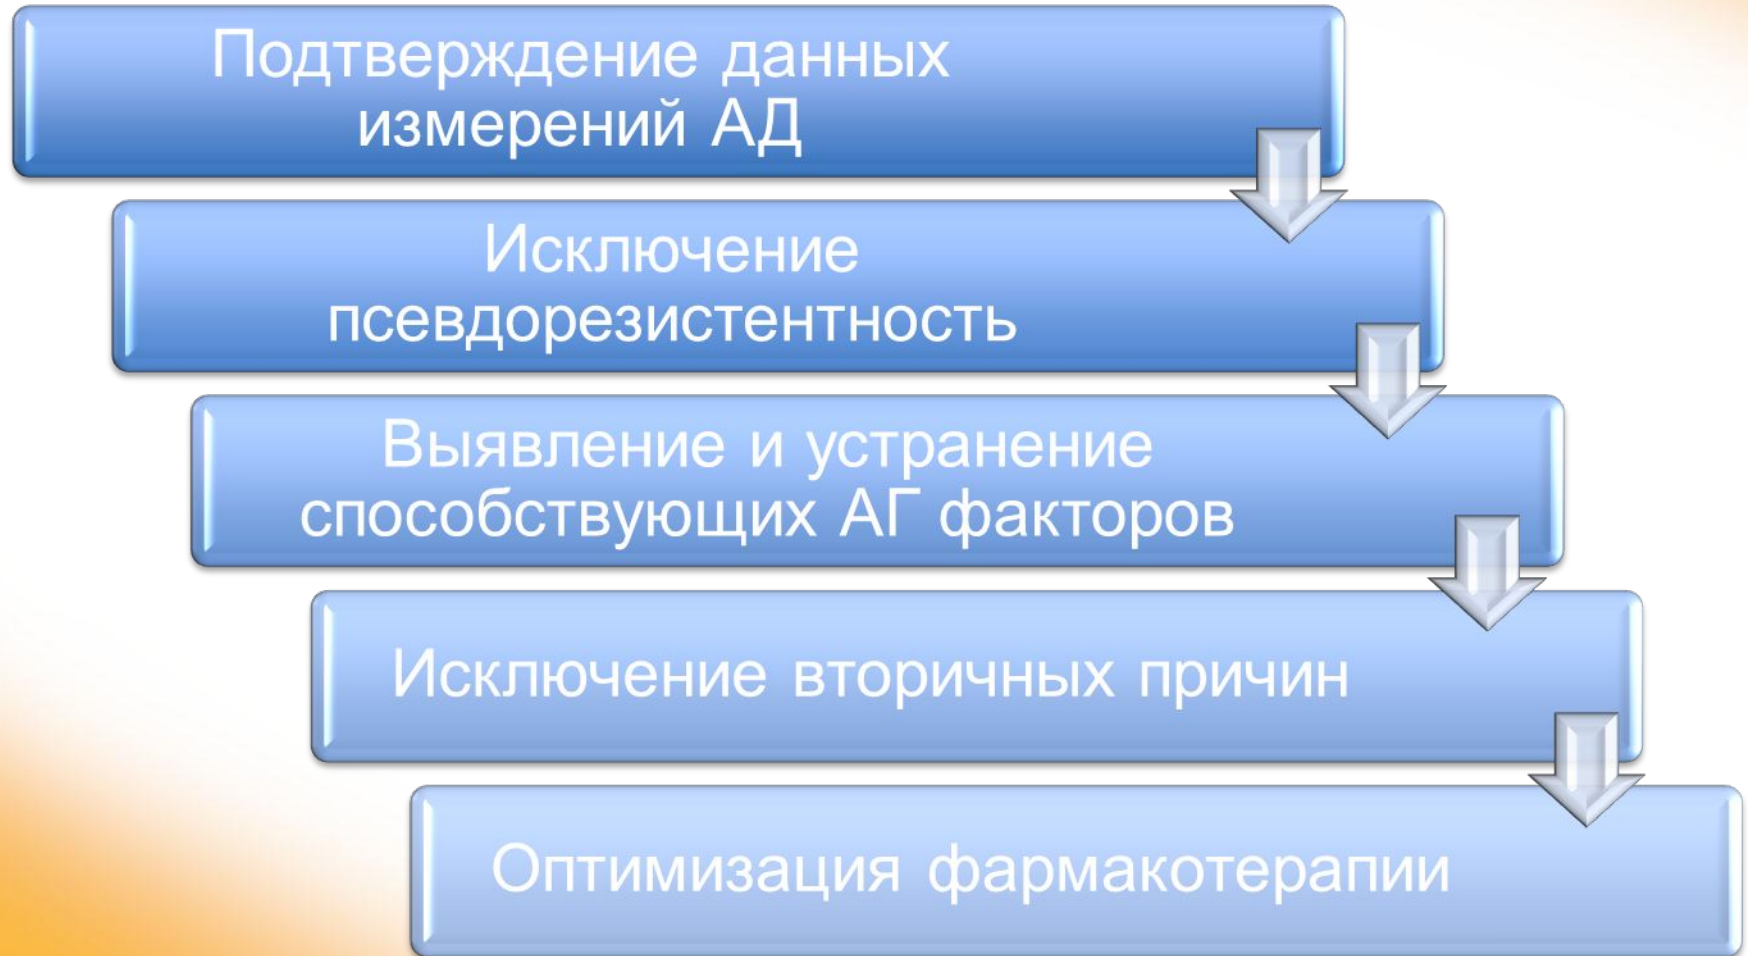 Подтверждение данных
измерений АД
Исключение
псевдорезистентность
Выявление и устранение
способствующих АГ факторов
Исключение вторичных причин
Оптимизация фармакотерапии